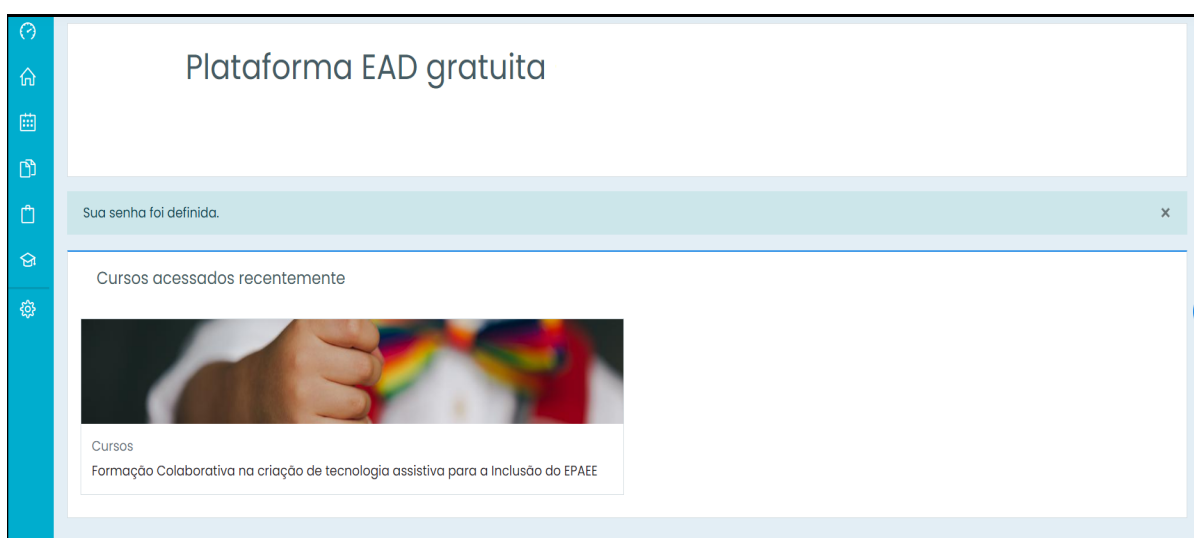 Plataforma EAD gratuita
Sua senha foi definida.
×
Cursos acessados recentemente
Cursos
Formação Colaborativa na criação de tecnologia assistiva para a Inclusão do EPAEE